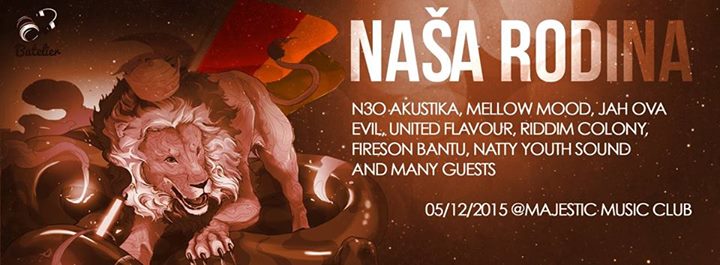 Butelier
NAŠA RODINA
N3O AKUSTIKA, MELLOW MOOD, JAH OVA
EVIL, UNITED FLAVOUR, RIDDIM COLONY,
FIRESON BANTU, NATTY YOUTH SOUND
AND MANY GUESTS
05/12/2015 @MAJESTIC MUSIC CLUB